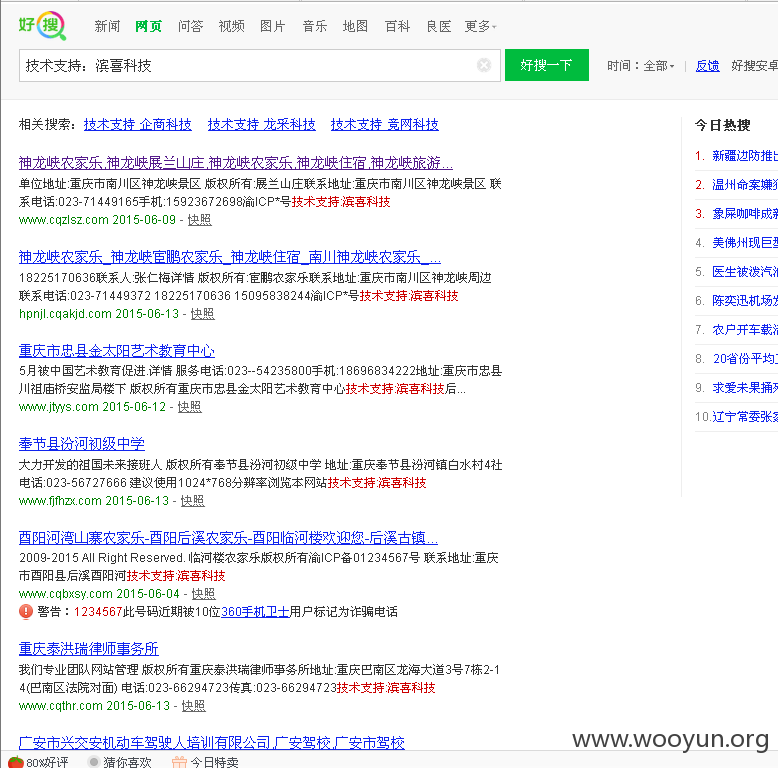 好搜 新闻 网页 问答 视频 图片 音乐 地图 百科 良医 更多
技术支持：滨喜科技 好搜一下 时间：全部 反馈 好搜安卓
相关搜索： 技术支持 企商科技 技术支持 龙采科技 技术支持 竟网科技
神龙峡农家乐,神龙峡展兰山庄,神龙峡农家乐,神龙峡住宿,神龙峡旅游...
单位地址:重庆市南川区神龙峡景区 版权所有:展兰山庄联系地址:重庆市南川区神龙峡景区 联
系电话:023-71449165手机:15923672698渝ICP*号技术支持:滨喜科技
www.cqzlsz.com 2015-06-09 - 快照
神龙峡农家乐_神龙峡宦鹏农家乐_神龙峡住宿_南川神龙峡农家乐_...
18225170636联系人:张仁梅详情 版权所有:宦鹏农家乐联系地址:重庆市南川区神龙峡周边
联系电话:023-71449372 18225170636 15095838244渝ICP*号技术支持:滨喜科技
hpnjl.cqakjd.com 2015-06-13 - 快照
重庆市忠县金太阳艺术教育中心
5月被中国艺术教育促进.详情 服务电话:023--54235800手机:18696834222地址:重庆市忠县
川祖庙桥安监局楼下 版权所有重庆市忠县金太阳艺术教育中心技术支持:滨喜科技后...
www.jtyys.com 2015-06-12 - 快照
奉节县汾河初级中学
大力开发的祖国未来接班人 版权所有奉节县汾河初级中学 地址:重庆奉节县汾河镇白水村4社
电话:023-56727666 建议使用1024*768分辨率浏览本网站技术支持:滨喜科技
www.fjfhzx.com 2015-06-13 - 快照
酉阳河湾山寨农家乐-酉阳后溪农家乐-酉阳临河楼欢迎您-后溪古镇...
2009-2015 All Right Reserved. 临河楼农家乐版权所有渝ICP备01234567号 联系地址:重庆
市酉阳县后溪酉阳河技术支持:滨喜科技
www.cqbxsy.com 2015-06-04 - 快照
警告：1234567此号码近期被10位360手机卫士用户标记为诈骗电话
重庆泰洪瑞律师事务所
我们专业团队网站管理 版权所有重庆泰洪瑞律师事务所地址:重庆巴南区龙海大道3号7栋2-1
4(巴南区法院对面) 电话:023-66294723传真:023-66294723技术支持:滨喜科技
www.cqthr.com 2015-06-13 - 快照
广安市兴交安机动车驾驶人培训有限公司,广安驾校,广安市驾校
80%好评 猜你喜欢 今日特卖
今日热搜
1. 新疆边防推出
2. 温州命案嫌犯
3. 象屎咖啡成新
4. 美佛州现巨型
5. 医生被泼汽油
6. 陈奕迅机场发
7. 农户开车载活
8. 20省份平均工
9. 求爱未果捅死
10. 辽宁常委张家
www.wooyun.org